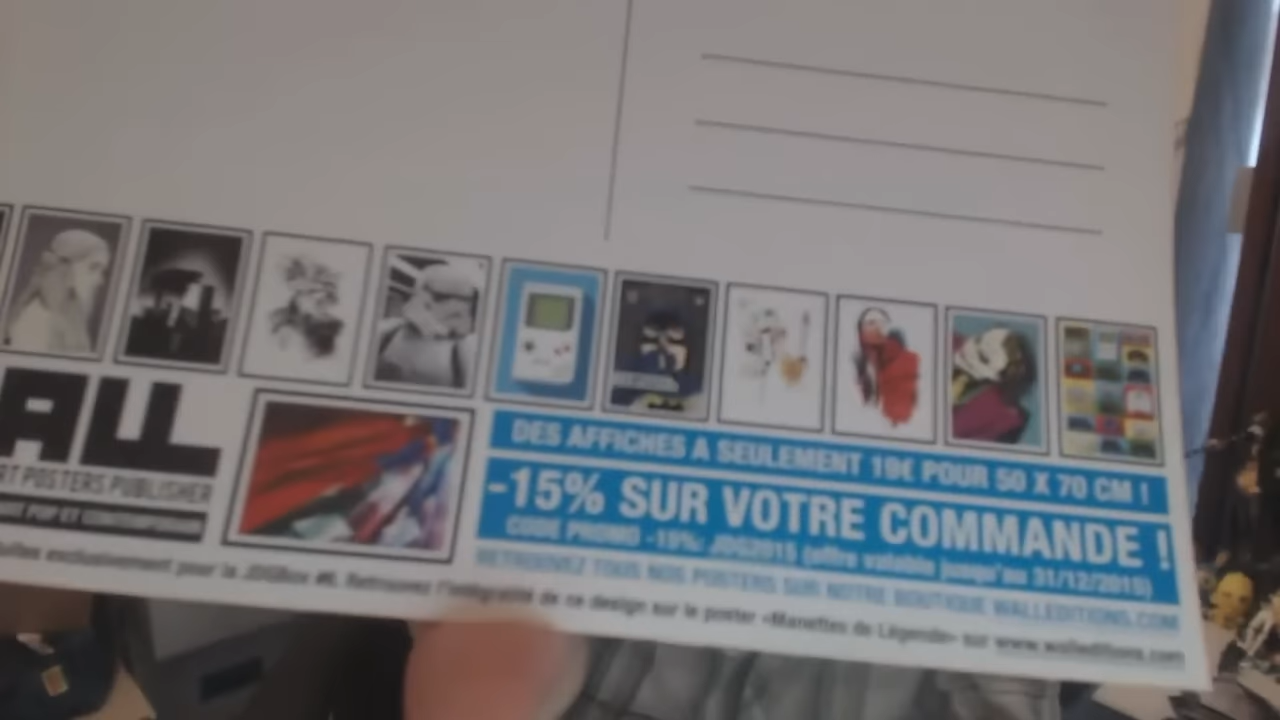 ALL
RT POSTERS PUBLISHER
POP ET CONTEMPORAIN
DES AFFICHES A SEULEMENT 19€ POUR 50 X 70 CM !
-15% SUR VOTRE COMMANDE !
CODE PROMO -15%: JDG2015 (offre valable jusqu'au 31/12/2015)
RETROUVEZ TOUS NOS POSTERS SUR NOTRE BOUTIQUE WALLEDITIONS.COM
exclusivement pour la JDGBox #6. Retrouvez l'intégralité de ce design sur le poster «Manettes de Légende» sur www.walleditions.com